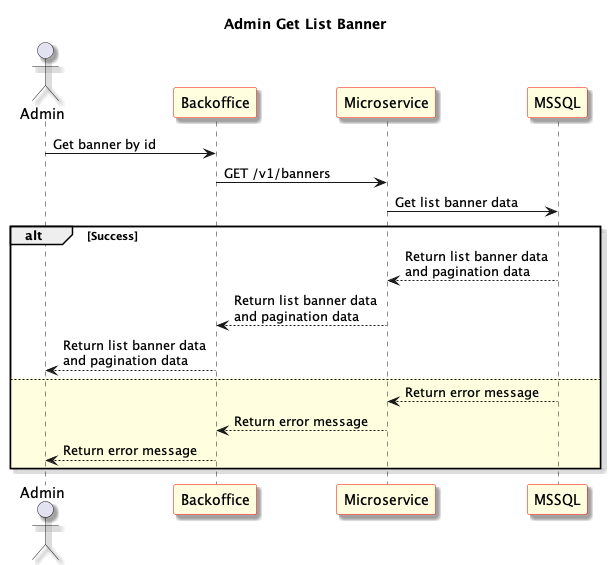 Admin Get List Banner
Admin
Backoffice
Microservice
MSSQL
Get banner by id
GET /v1/banners
Get list banner data
alt
[Success]
Return list banner data
and pagination data
Return list banner data
and pagination data
Return list banner data
and pagination data
Return error message
Return error message
Return error message
Admin
Backoffice
Microservice
MSSQL